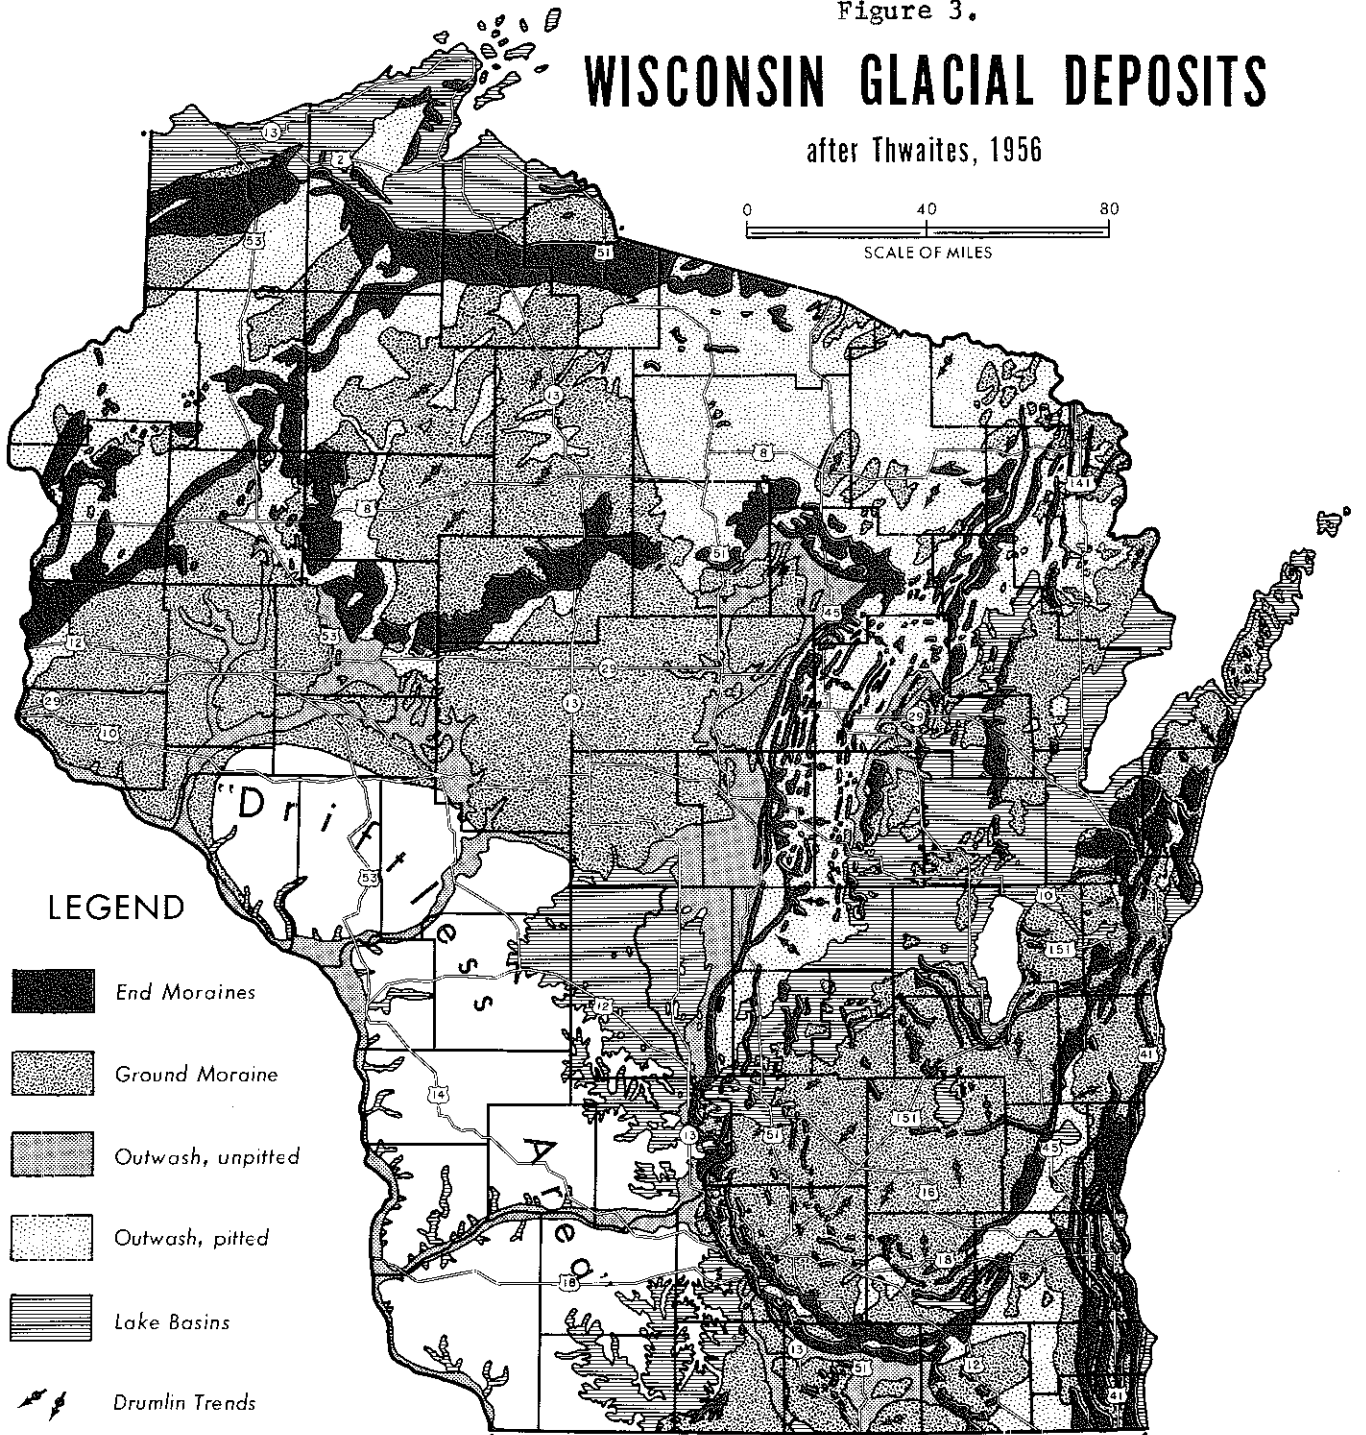 Figure 3.
WISCONSIN GLACIAL DEPOSITS
after Thwaites, 1956
0 40 80
SCALE OF MILES
13
2
53
51
13
8
8
141
51
45
12
53
29
13
29
10
29
"Driftless Area"
53
10
151
12
41
14
151
13
51
45
16
18
18
13
51
12
41
LEGEND
End Moraines
Ground Moraine
Outwash, unpitted
Outwash, pitted
Lake Basins
Drumlin Trends